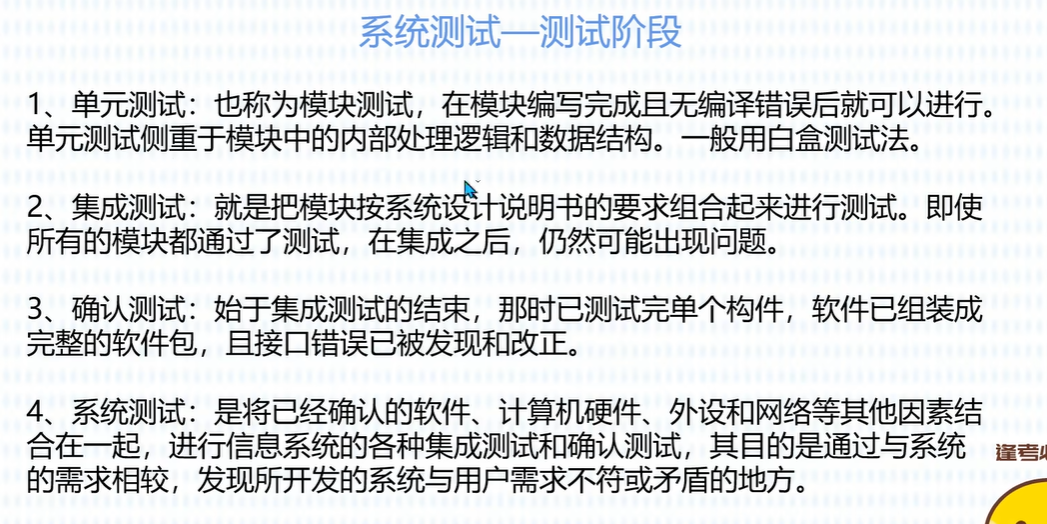 系统测试—测试阶段
1、单元测试：也称为模块测试，在模块编写完成且无编译错误后就可以进行。
单元测试侧重于模块中的内部处理逻辑和数据结构。一般用白盒测试法。
2、集成测试：就是把模块按系统设计说明书的要求组合起来进行测试。即使
所有的模块都通过了测试，在集成之后，仍然可能出现问题。
3、确认测试：始于集成测试的结束，那时已测试完单个构件，软件已组装成
完整的软件包，且接口错误已被发现和改正。
4、系统测试：是将已经确认的软件、计算机硬件、外设和网络等其他因素结
合在一起，进行信息系统的各种集成测试和确认测试，其目的是通过与系统
的需求相较，发现所开发的系统与用户需求不符或矛盾的地方。
逢考